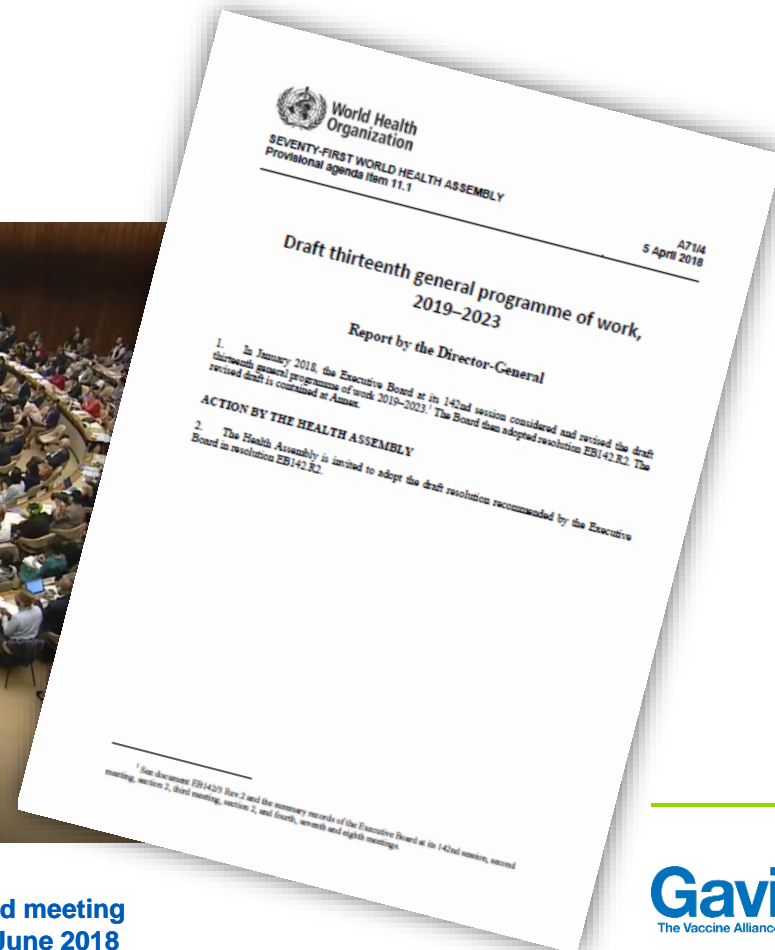 World Health
Organization
SEVENTY-FIRST WORLD HEALTH ASSEMBLY
Provisional agenda item 11.1
A71/4
5 April 2018
Draft thirteenth general programme of work,
2019–2023
Report by the Director-General
1. In January 2018, the Executive Board at its 142nd session considered and revised the draft
thirteenth general programme of work 2019–2023.¹ The Board then adopted resolution EB142.R2. The
revised draft is contained at Annex.
ACTION BY THE HEALTH ASSEMBLY
2. The Health Assembly is invited to adopt the draft resolution recommended by the Executive
Board in resolution EB142.R2.
¹ See document EB142/3 Rev.2 and the summary records of the Executive Board at its 142nd session, second
meeting, section 2, third meeting, section 2, and fourth, seventh and eighth meetings.
d meeting
June 2018
Gavi
The Vaccine Alliance